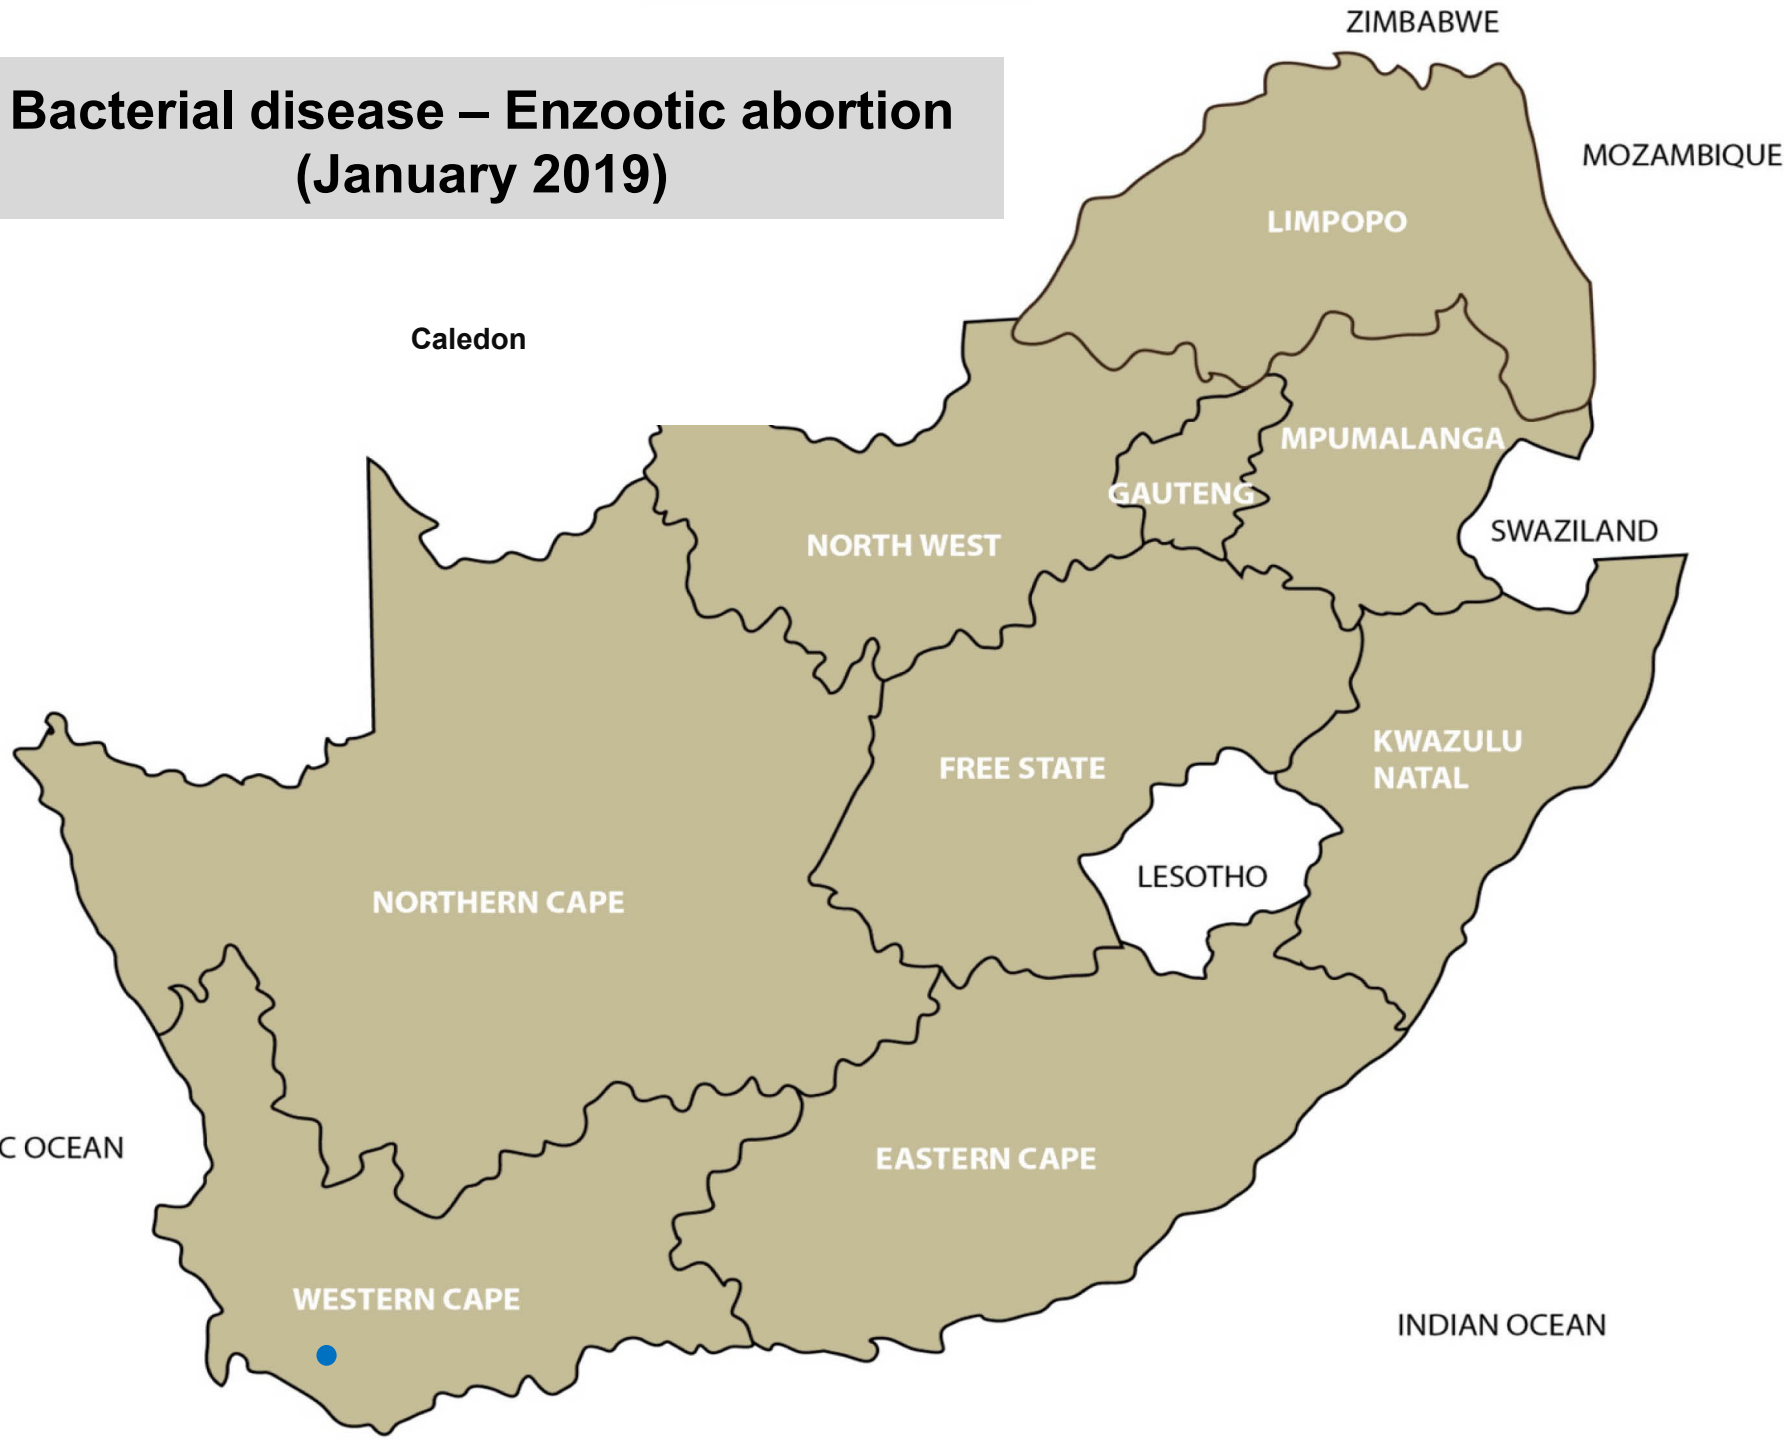 ZIMBABWE
Bacterial disease – Enzootic abortion
(January 2019)
MOZAMBIQUE
LIMPOPO
Caledon
MPUMALANGA
GAUTENG
SWAZILAND
NORTH WEST
KWAZULU
NATAL
FREE STATE
LESOTHO
NORTHERN CAPE
C OCEAN
EASTERN CAPE
WESTERN CAPE
INDIAN OCEAN